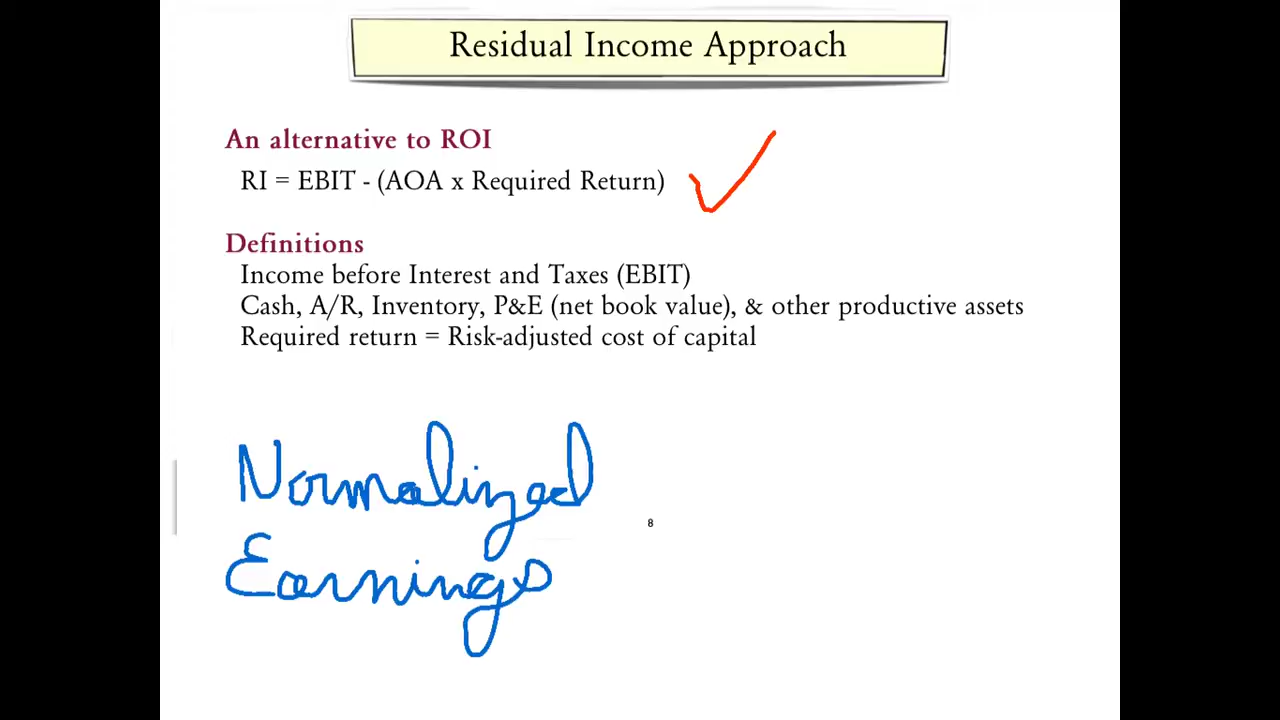 Residual Income Approach
An alternative to ROI
RI = EBIT - (AOA x Required Return)
Definitions
Income before Interest and Taxes (EBIT)
Cash, A/R, Inventory, P&E (net book value), & other productive assets
Required return = Risk-adjusted cost of capital
Normalized
8
Earnings